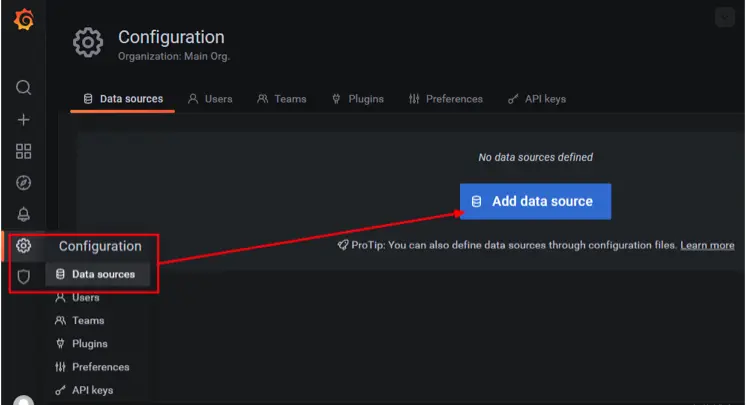 Configuration
Organization: Main Org.
Data sources
Users
Teams
Plugins
Preferences
API keys
No data sources defined
Add data source
ProTip: You can also define data sources through configuration files. Learn more
Configuration
Data sources
Users
Teams
Plugins
Preferences
API keys